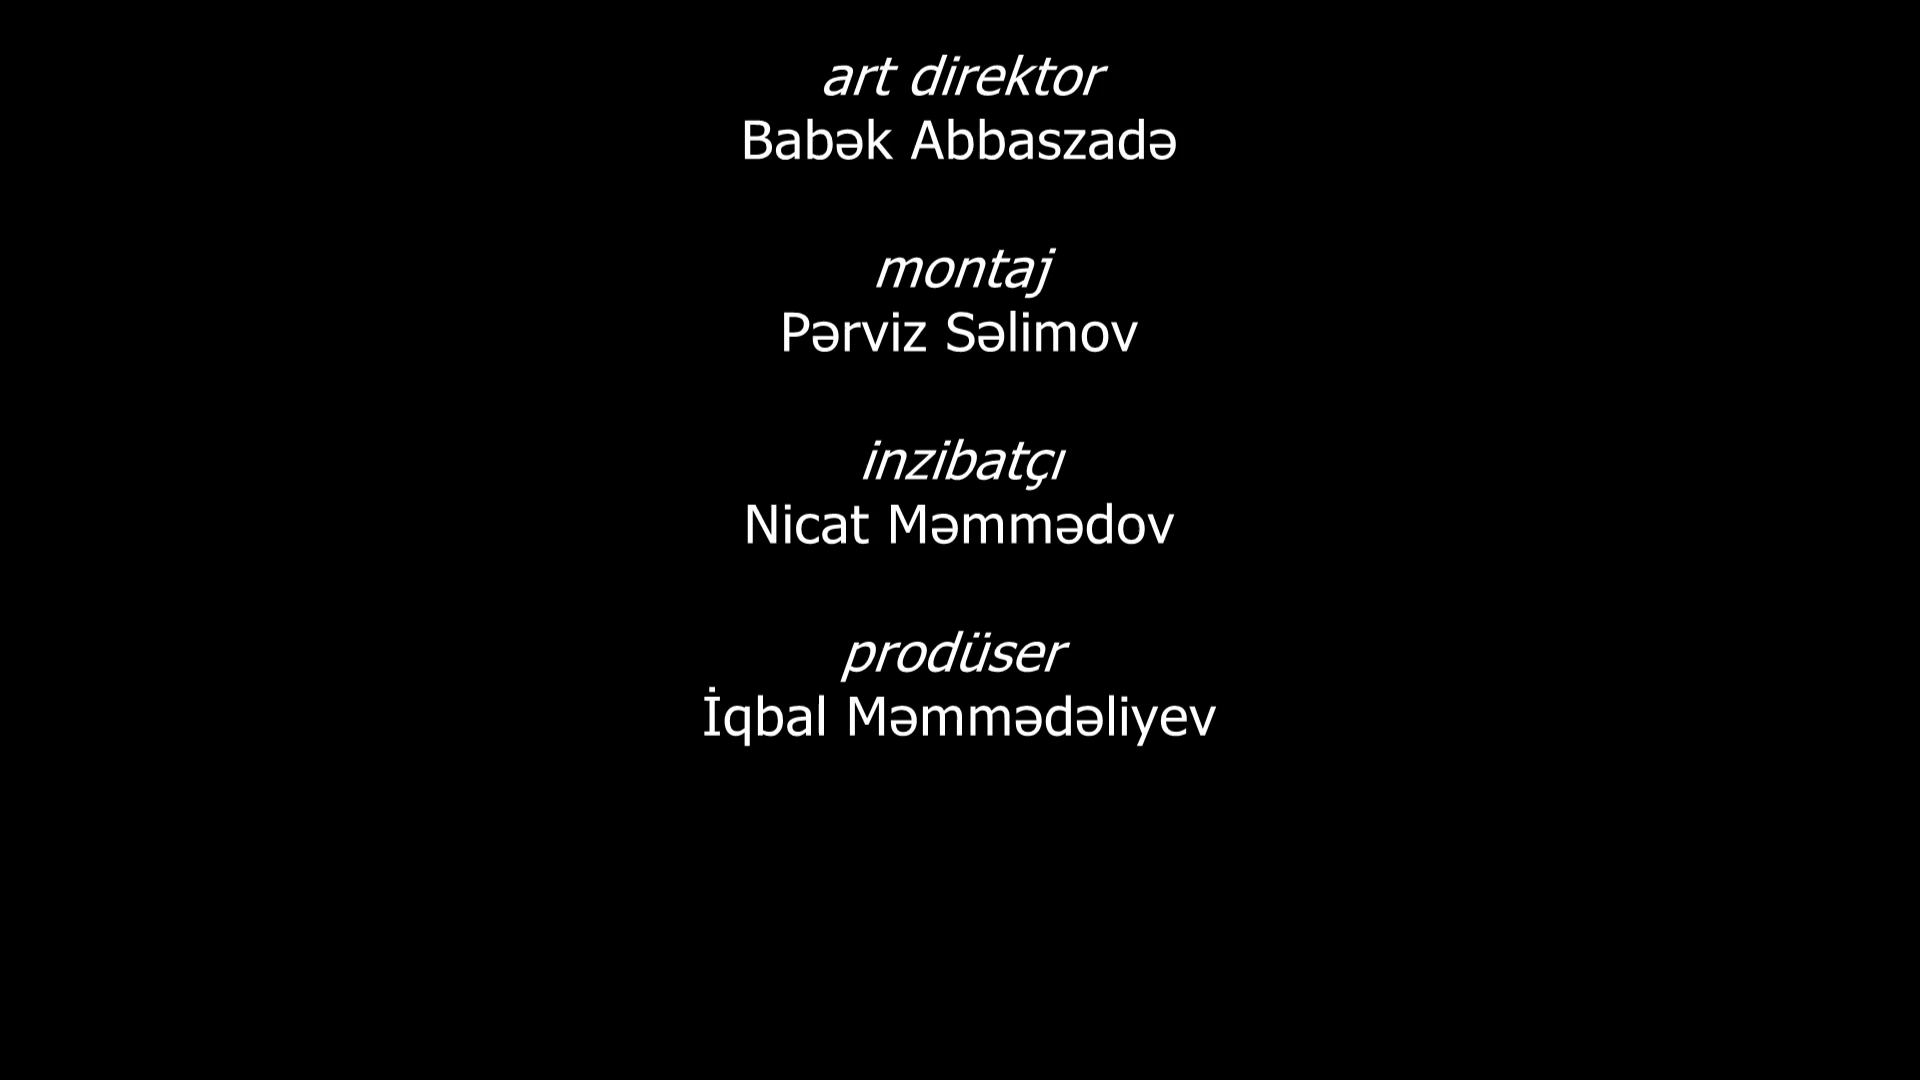 art direktor
Babək Abbaszadə
montaj
Pərviz Səlimov
inzibatçı
Nicat Məmmədov
prodüser
İqbal Məmmədəliyev